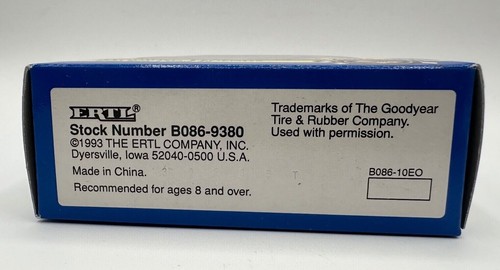 ERTL®
Stock Number B086-9380
©1993 THE ERTL COMPANY, INC.
Dyersville, Iowa 52040-0500 U.S.A.
Made in China.
Recommended for ages 8 and over.
Trademarks of The Goodyear
Tire & Rubber Company.
Used with permission.
B086-10EO